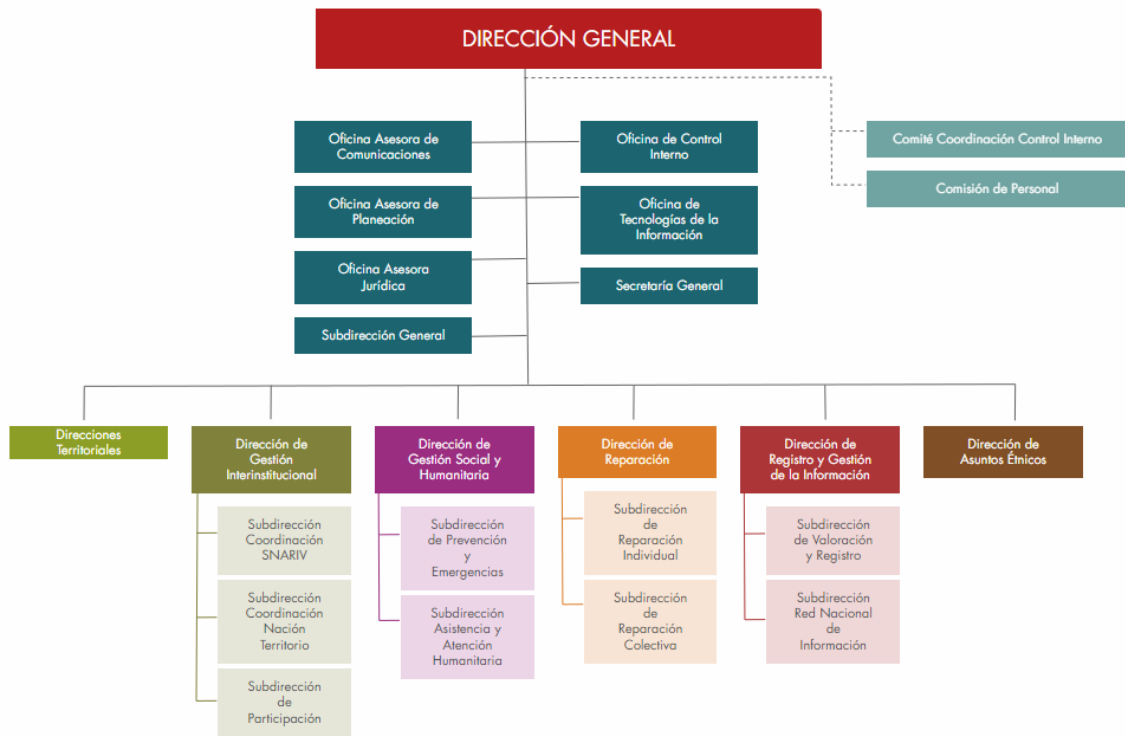 DIRECCIÓN GENERAL
Oficina Asesora de
Comunicaciones
Oficina de Control
Interno
Comité Coordinación Control Interno
Comisión de Personal
Oficina Asesora de
Planeación
Oficina de
Tecnologías de la
Información
Oficina Asesora
Jurídica
Secretaría General
Subdirección General
Direcciones
Territoriales
Dirección de
Gestión
Interinstitucional
Subdirección
Coordinación
SNARIV
Subdirección
Coordinación
Nación
Territorio
Subdirección
de
Participación
Dirección de
Gestión Social y
Humanitaria
Subdirección
de Prevención
y
Emergencias
Subdirección
Asistencia y
Atención
Humanitaria
Dirección de
Reparación
Subdirección
de
Reparación
Individual
Subdirección
de
Reparación
Colectiva
Dirección de
Registro y Gestión
de la Información
Subdirección
de Valoración
y Registro
Subdirección
Red Nacional
de
Información
Dirección de
Asuntos Étnicos